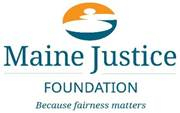 Maine Justice
FOUNDATION
Because fairness matters